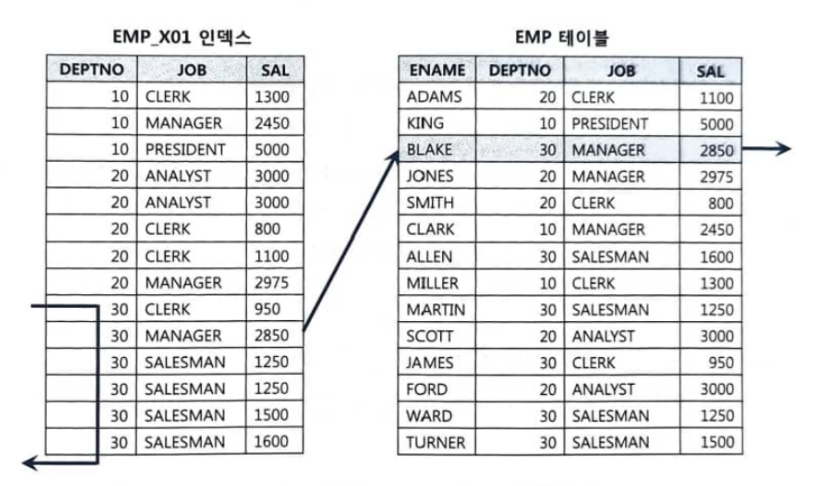 EMP_X01 인덱스
DEPTNO JOB SAL
10 CLERK 1300
10 MANAGER 2450
10 PRESIDENT 5000
20 ANALYST 3000
20 ANALYST 3000
20 CLERK 800
20 CLERK 1100
20 MANAGER 2975
30 CLERK 950
30 MANAGER 2850
30 SALESMAN 1250
30 SALESMAN 1250
30 SALESMAN 1500
30 SALESMAN 1600
EMP 테이블
ENAME DEPTNO JOB SAL
ADAMS 20 CLERK 1100
KING 10 PRESIDENT 5000
BLAKE 30 MANAGER 2850
JONES 20 MANAGER 2975
SMITH 20 CLERK 800
CLARK 10 MANAGER 2450
ALLEN 30 SALESMAN 1600
MILLER 10 CLERK 1300
MARTIN 30 SALESMAN 1250
SCOTT 20 ANALYST 3000
JAMES 30 CLERK 950
FORD 20 ANALYST 3000
WARD 30 SALESMAN 1250
TURNER 30 SALESMAN 1500